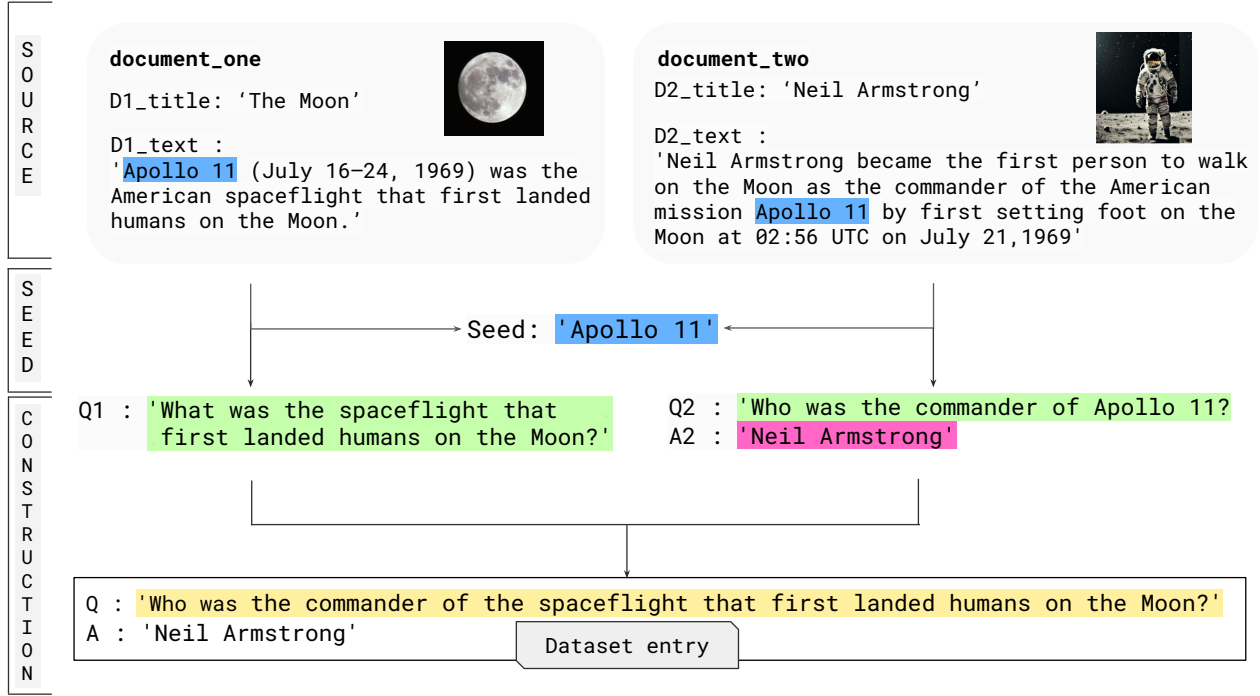 SOURCE
document_one
D1_title: ‘The Moon’
D1_text :
'Apollo 11 (July 16–24, 1969) was the
American spaceflight that first landed
humans on the Moon.’
document_two
D2_title: ‘Neil Armstrong’
D2_text :
'Neil Armstrong became the first person to walk
on the Moon as the commander of the American
mission Apollo 11 by first setting foot on the
Moon at 02:56 UTC on July 21,1969'
SEED
Seed: 'Apollo 11'
CONSTRUCTION
Q1 : 'What was the spaceflight that
first landed humans on the Moon?'
Q2 : 'Who was the commander of Apollo 11?
A2 : 'Neil Armstrong'
Q : 'Who was the commander of the spaceflight that first landed humans on the Moon?'
A : 'Neil Armstrong'
Dataset entry